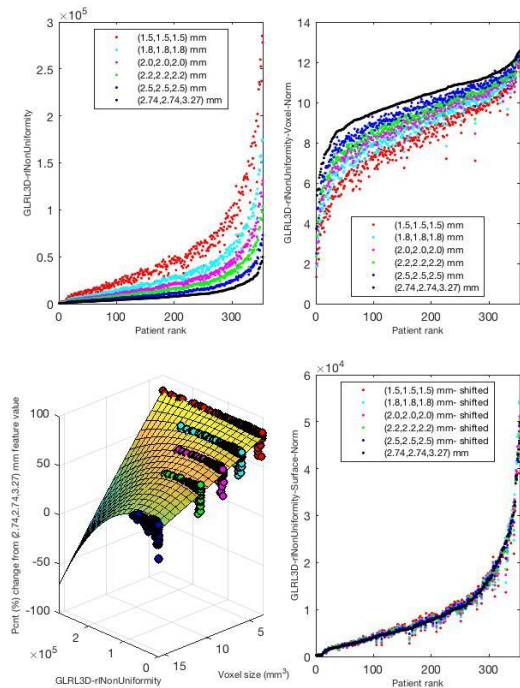 ×10^5
3
2.5
2
1.5
1
0.5
0
0 100 200 300
GLRL3D-rlNonUniformity
Patient rank
(1.5,1.5,1.5) mm
(1.8,1.8,1.8) mm
(2.0,2.0,2.0) mm
(2.2,2.2,2.2) mm
(2.5,2.5,2.5) mm
(2.74,2.74,3.27) mm
14
12
10
8
6
4
2
0
0 100 200 300
GLRL3D-rlNonUniformity-Voxel-Norm
Patient rank
(1.5,1.5,1.5) mm
(1.8,1.8,1.8) mm
(2.0,2.0,2.0) mm
(2.2,2.2,2.2) mm
(2.5,2.5,2.5) mm
(2.74,2.74,3.27) mm
Pcnt (%) change from (2.74,2.74,3.27) mm feature value
100
50
0
-50
-100
×10^5
2
1
0
GLRL3D-rlNonUniformity
15
10
5
Voxel size (mm^3)
×10^4
6
5
4
3
2
1
0
0 100 200 300
GLRL3D-rlNonUniformity-Surface-Norm
Patient rank
(1.5,1.5,1.5) mm- shifted
(1.8,1.8,1.8) mm- shifted
(2.0,2.0,2.0) mm- shifted
(2.2,2.2,2.2) mm- shifted
(2.5,2.5,2.5) mm- shifted
(2.74,2.74,3.27) mm